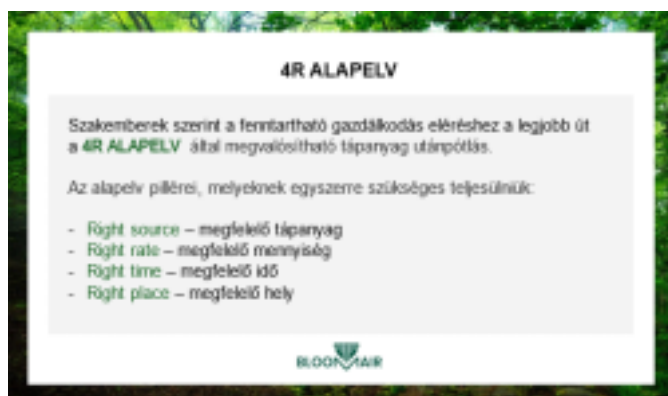 4R ALAPELV
Szakemberek szerint a fenntartható gazdálkodás eléréshez a legjobb út
a 4R ALAPELV által megvalósítható tápanyag utánpótlás.
Az alapelv pillérei, melyeknek egyszerre szükséges teljesülniük:
- Right source – megfelelő tápanyag
- Right rate – megfelelő mennyiség
- Right time – megfelelő idő
- Right place – megfelelő hely